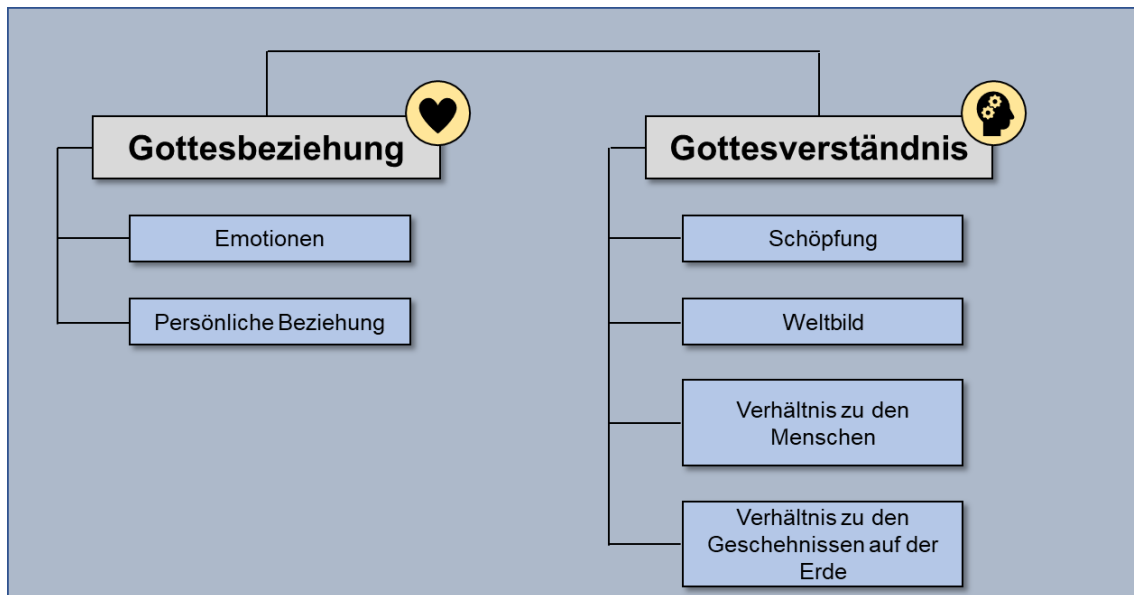 Gottesbeziehung
Emotionen
Persönliche Beziehung
Gottesverständnis
Schöpfung
Weltbild
Verhältnis zu den
Menschen
Verhältnis zu den
Geschehnissen auf der
Erde